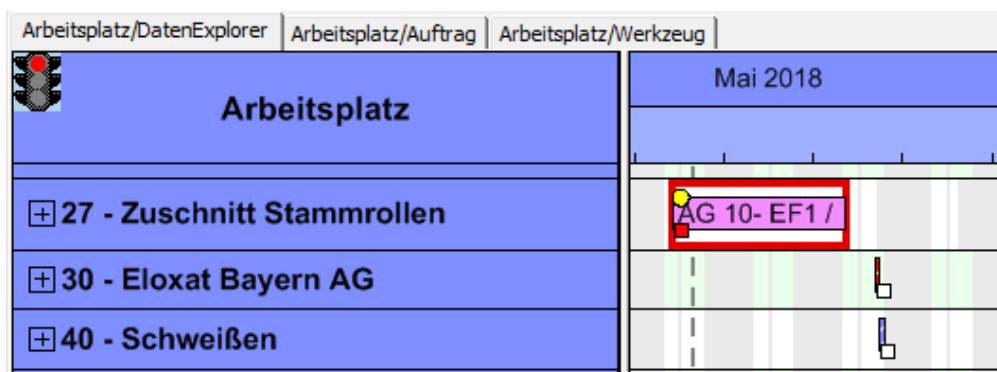 Arbeitsplatz/DatenExplorer Arbeitsplatz/Auftrag Arbeitsplatz/Werkzeug
Arbeitsplatz
Mai 2018
27 - Zuschnitt Stammrollen
AG 10- EF1 /
30 - Eloxat Bayern AG
40 - Schweißen